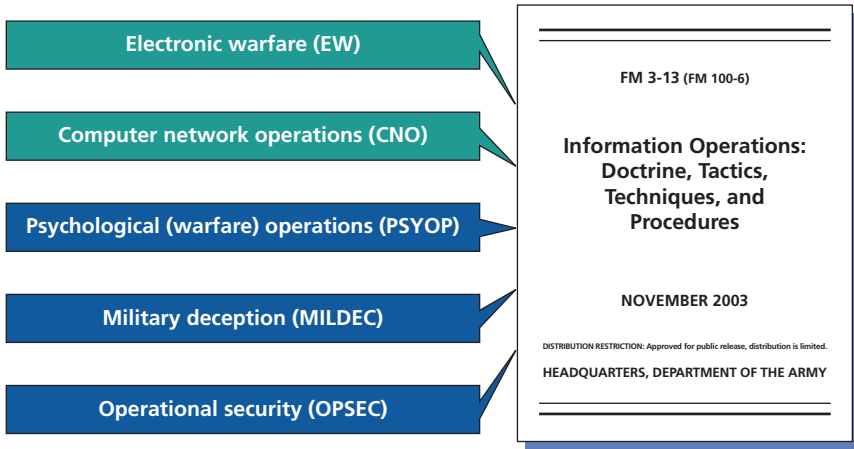 Electronic warfare (EW)
Computer network operations (CNO)
Psychological (warfare) operations (PSYOP)
Military deception (MILDEC)
Operational security (OPSEC)
FM 3-13 (FM 100-6)
Information Operations:
Doctrine, Tactics,
Techniques, and
Procedures
NOVEMBER 2003
DISTRIBUTION RESTRICTION: Approved for public release, distribution is limited.
HEADQUARTERS, DEPARTMENT OF THE ARMY